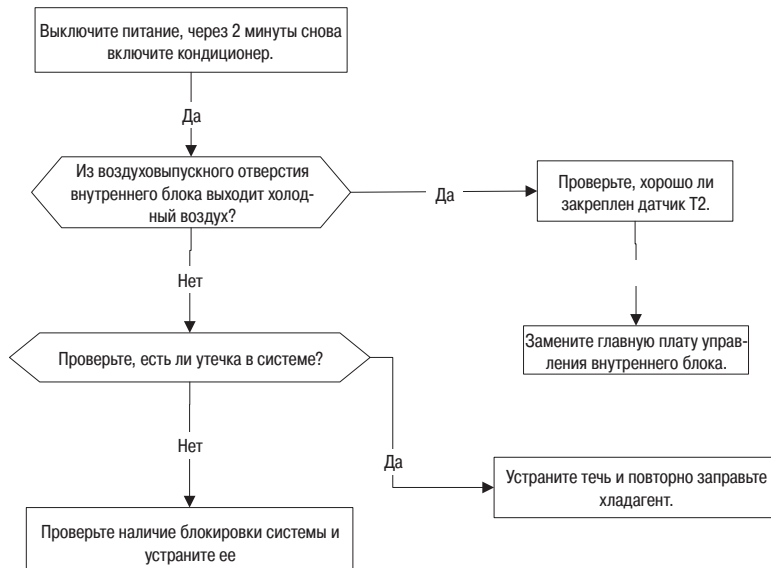 Выключите питание, через 2 минуты снова
включите кондиционер.
Да
Из воздуховыпускного отверстия
внутреннего блока выходит холод-
ный воздух?
Да
Проверьте, хорошо ли
закреплен датчик T2.
Нет
Замените главную плату управ-
ления внутреннего блока.
Проверьте, есть ли утечка в системе?
Нет
Да
Устраните течь и повторно заправьте
хладагент.
Проверьте наличие блокировки системы и
устраните ее